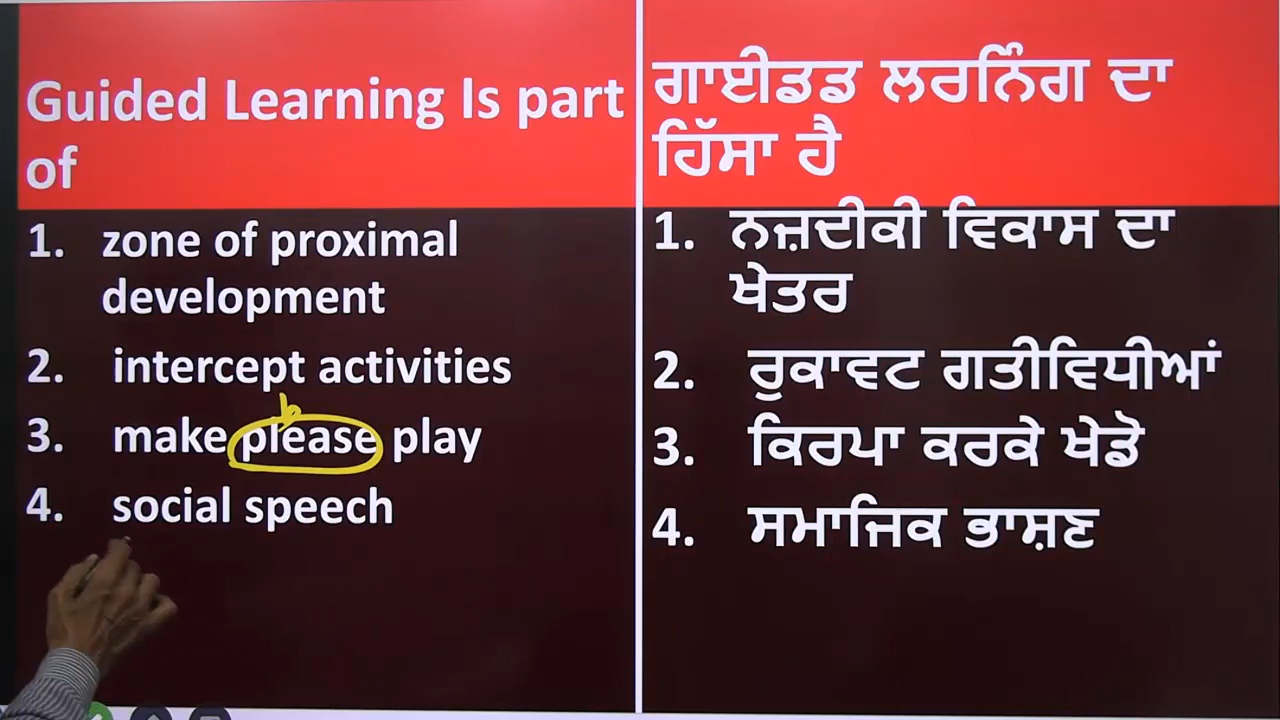 Guided Learning Is part
of
1. zone of proximal
development
2. intercept activities
3. make please play
4. social speech
ਗਾਈਡਡ ਲਰਨਿੰਗ ਦਾ
ਹਿੱਸਾ ਹੈ
1. ਨਜ਼ਦੀਕੀ ਵਿਕਾਸ ਦਾ
ਖੇਤਰ
2. ਰੁਕਾਵਟ ਗਤੀਵਿਧੀਆਂ
3. ਕਿਰਪਾ ਕਰਕੇ ਖੇਡੋ
4. ਸਮਾਜਿਕ ਭਾਸ਼ਣ